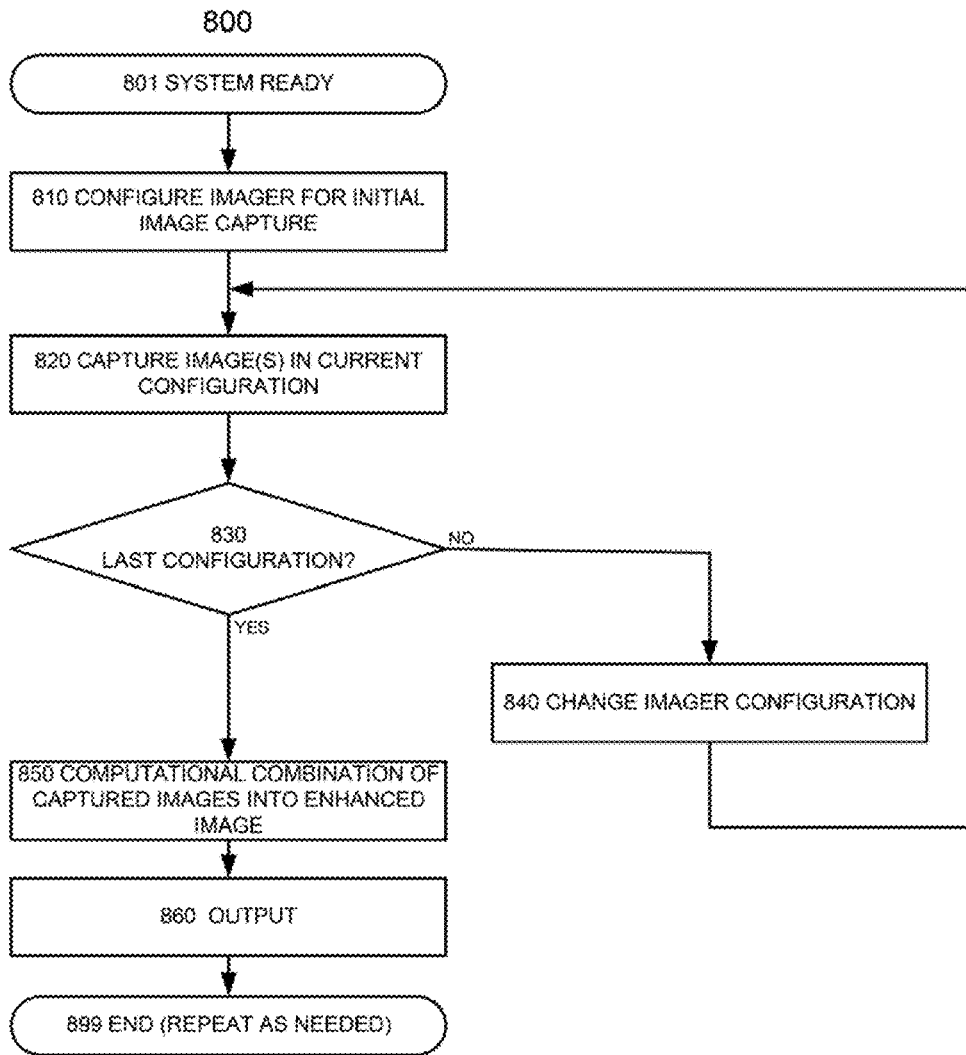 800
801 SYSTEM READY
810 CONFIGURE IMAGER FOR INITIAL
IMAGE CAPTURE
820 CAPTURE IMAGE(S) IN CURRENT
CONFIGURATION
830
LAST CONFIGURATION?
NO
YES
840 CHANGE IMAGER CONFIGURATION
850 COMPUTATIONAL COMBINATION OF
CAPTURED IMAGES INTO ENHANCED
IMAGE
860 OUTPUT
899 END (REPEAT AS NEEDED)